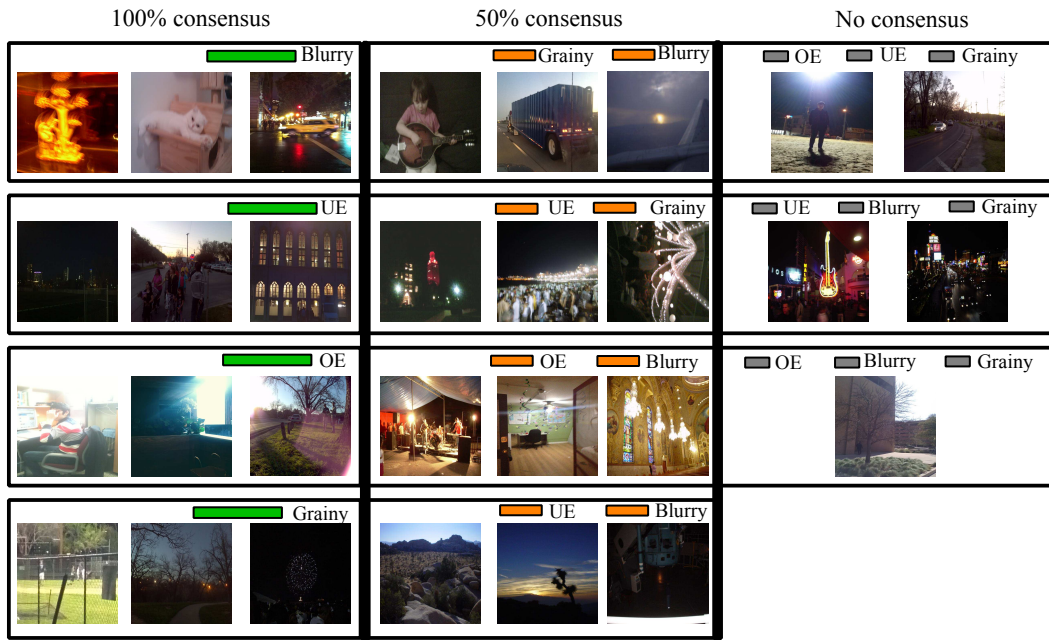 100% consensus 50% consensus No consensus
Blurry Grainy Blurry OE UE Grainy
UE UE Grainy UE Blurry Grainy
OE OE Blurry OE Blurry Grainy
Grainy UE Blurry